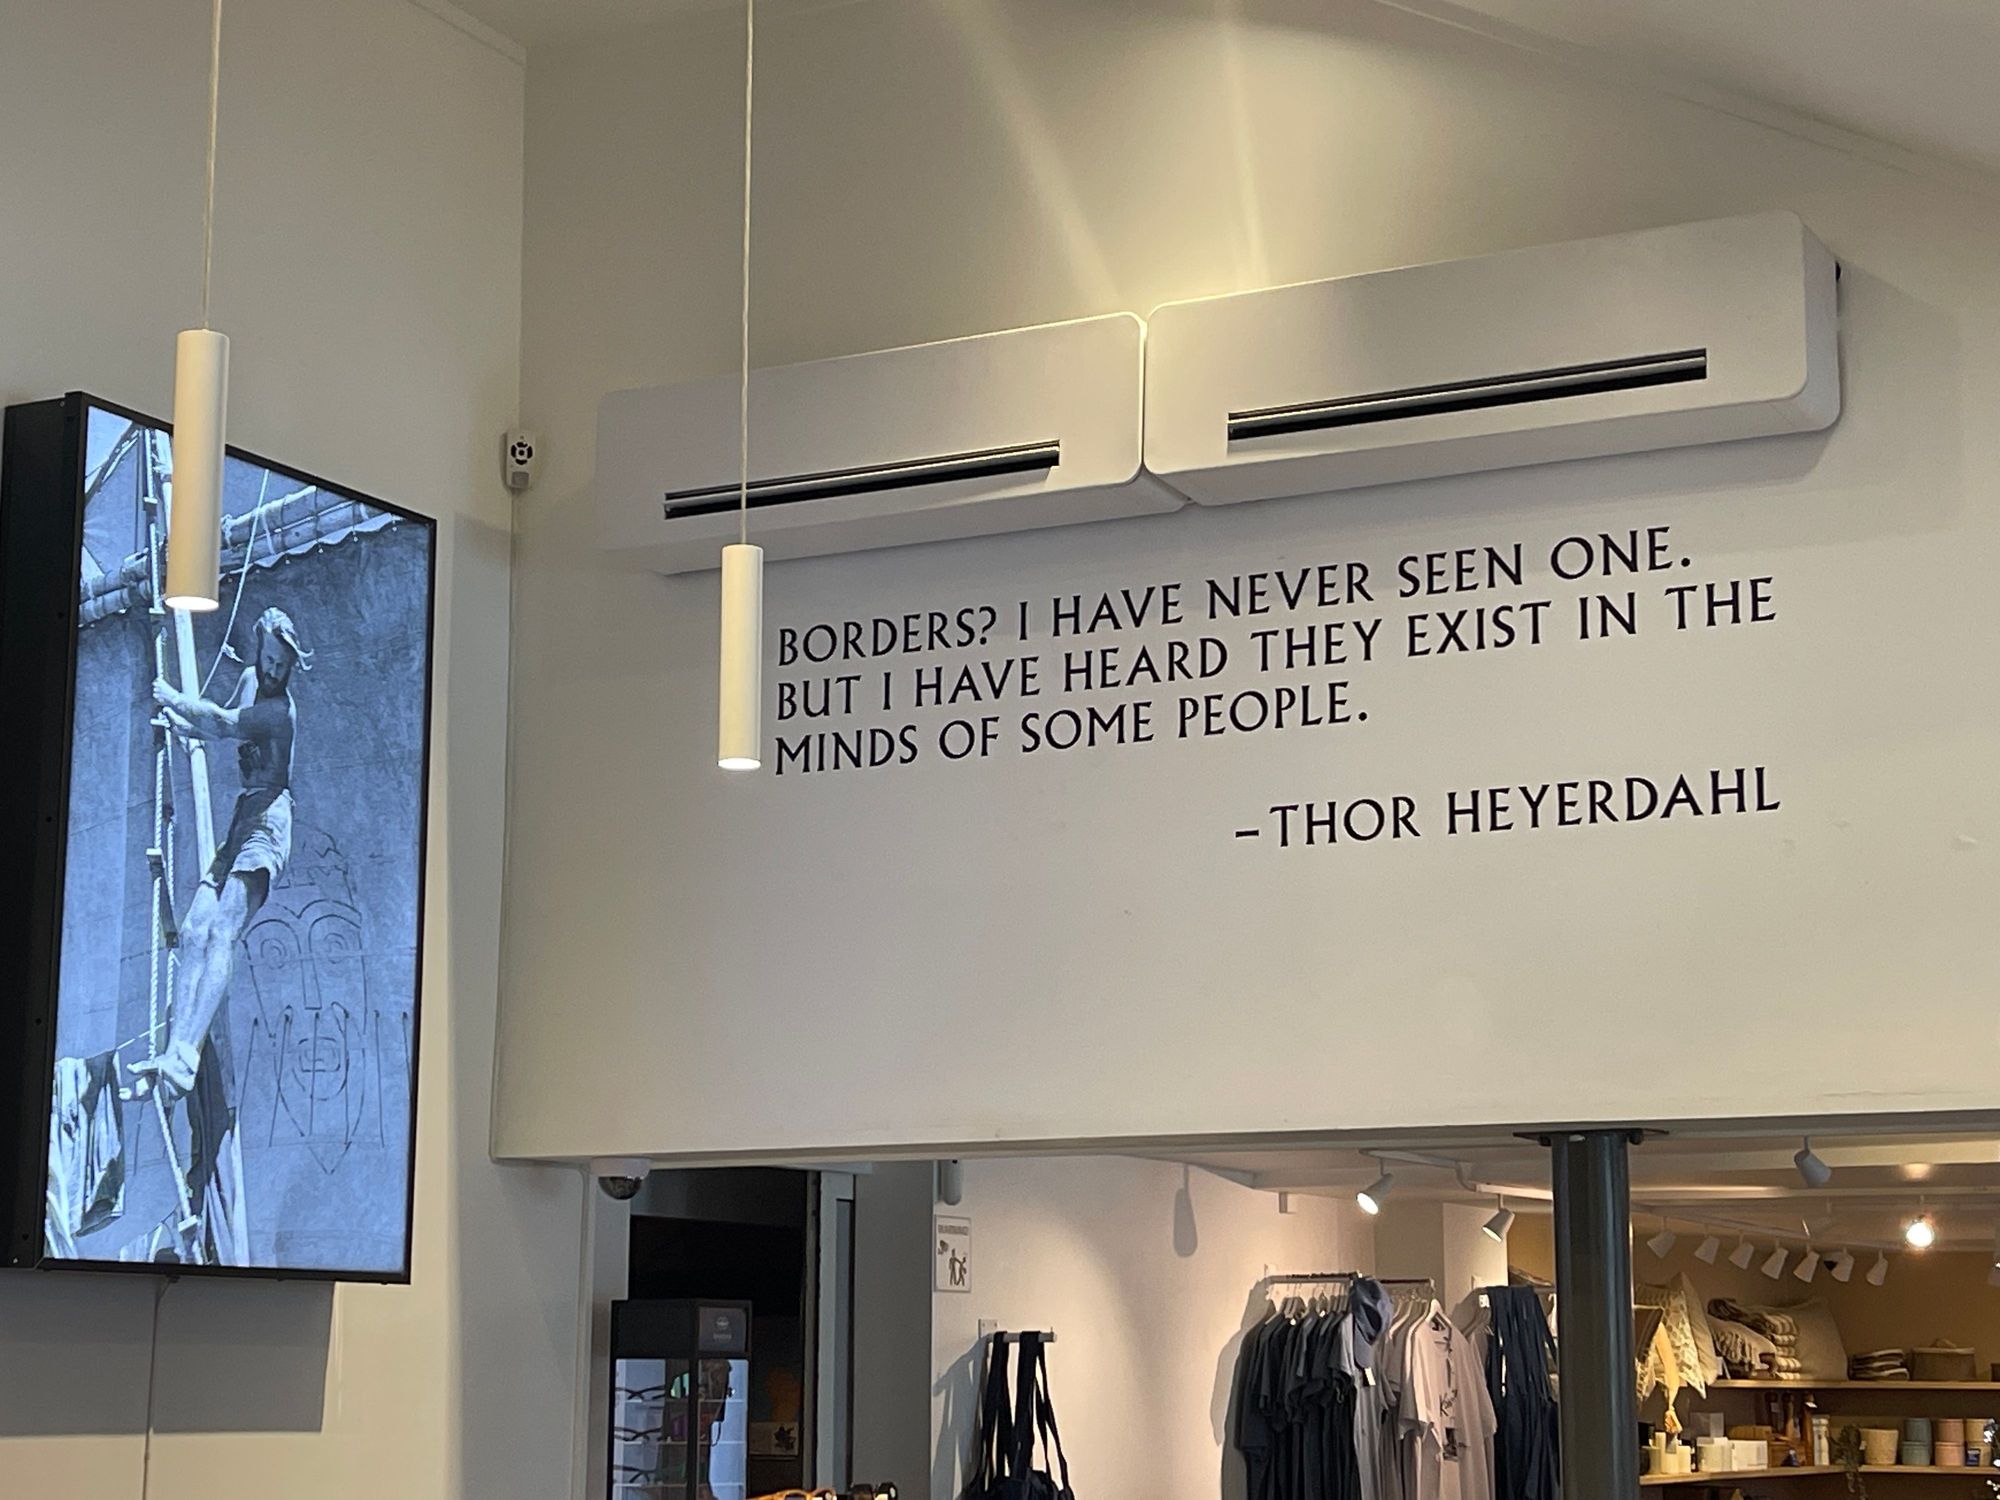 BORDERS? I HAVE NEVER SEEN ONE.
BUT I HAVE HEARD THEY EXIST IN THE
MINDS OF SOME PEOPLE.
–THOR HEYERDAHL